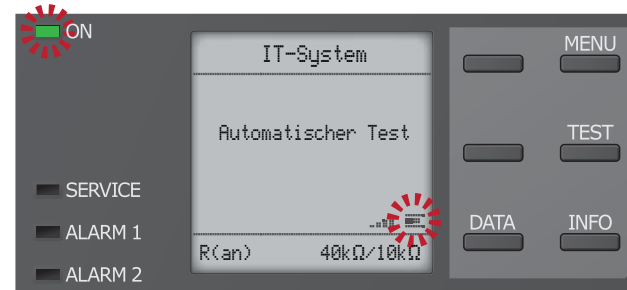 ON
IT-System
MENU
Automatischer Test
TEST
SERVICE
ALARM 1
DATA
INFO
R(an) 40kΩ/10kΩ
ALARM 2